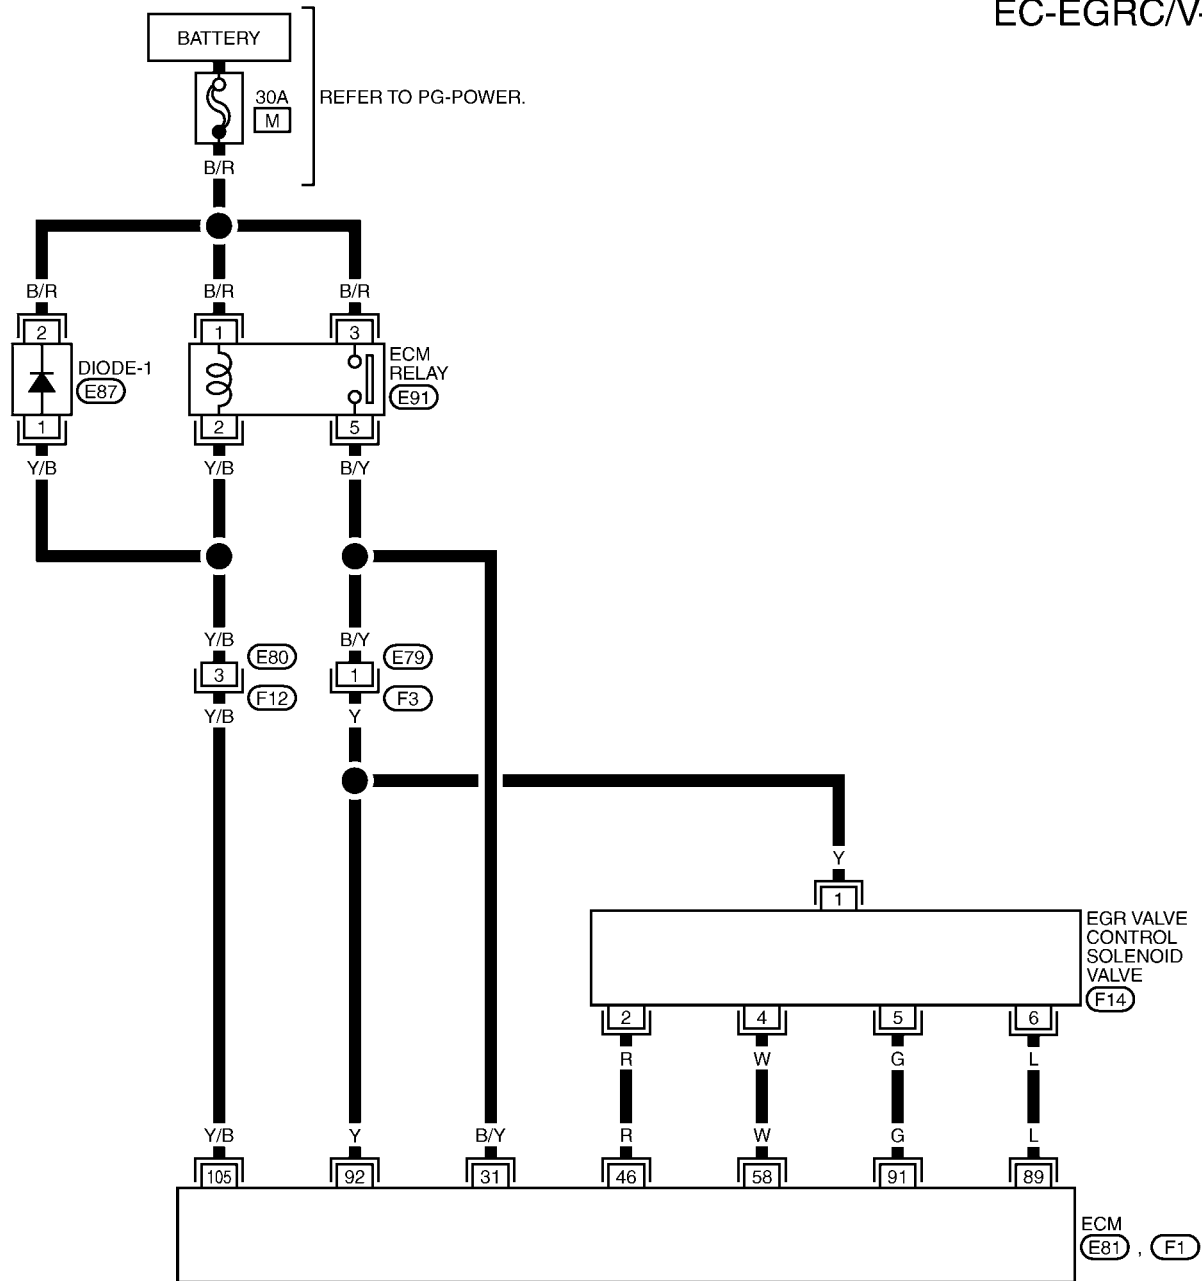 EC-EGRC/V-
BATTERY
30A
M
REFER TO PG-POWER.
B/R
B/R B/R B/R
2 1 3
DIODE-1
E87
ECM
RELAY
E91
1 2 5
Y/B Y/B B/Y
Y/B B/Y
E80 E79
3 1
F12 F3
Y/B Y
Y
1
EGR VALVE
CONTROL
SOLENOID
VALVE
F14
2 4 5 6
R W G L
Y/B Y B/Y R W G L
105 92 31 46 58 91 89
ECM
E81 , F1